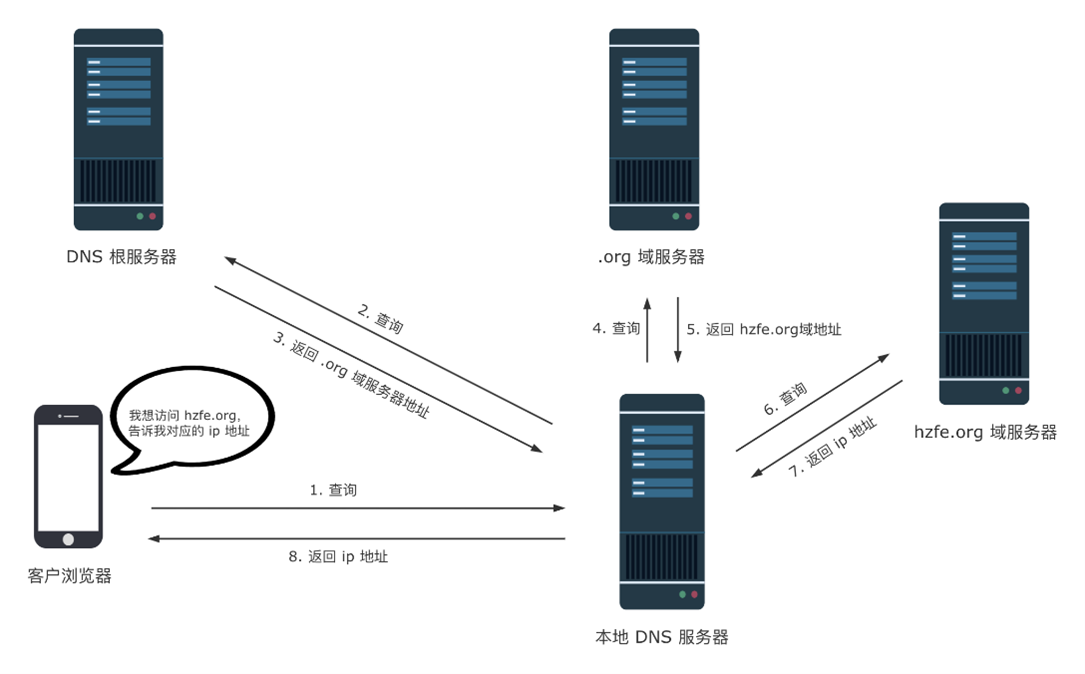 DNS 根服务器
.org 域服务器
2. 查询
3. 返回 .org 域服务器地址
4. 查询
5. 返回 hzfe.org域地址
6. 查询
7. 返回 ip 地址
hzfe.org 域服务器
我想访问 hzfe.org,
告诉我对应的 ip 地址
1. 查询
8. 返回 ip 地址
客户浏览器
本地 DNS 服务器